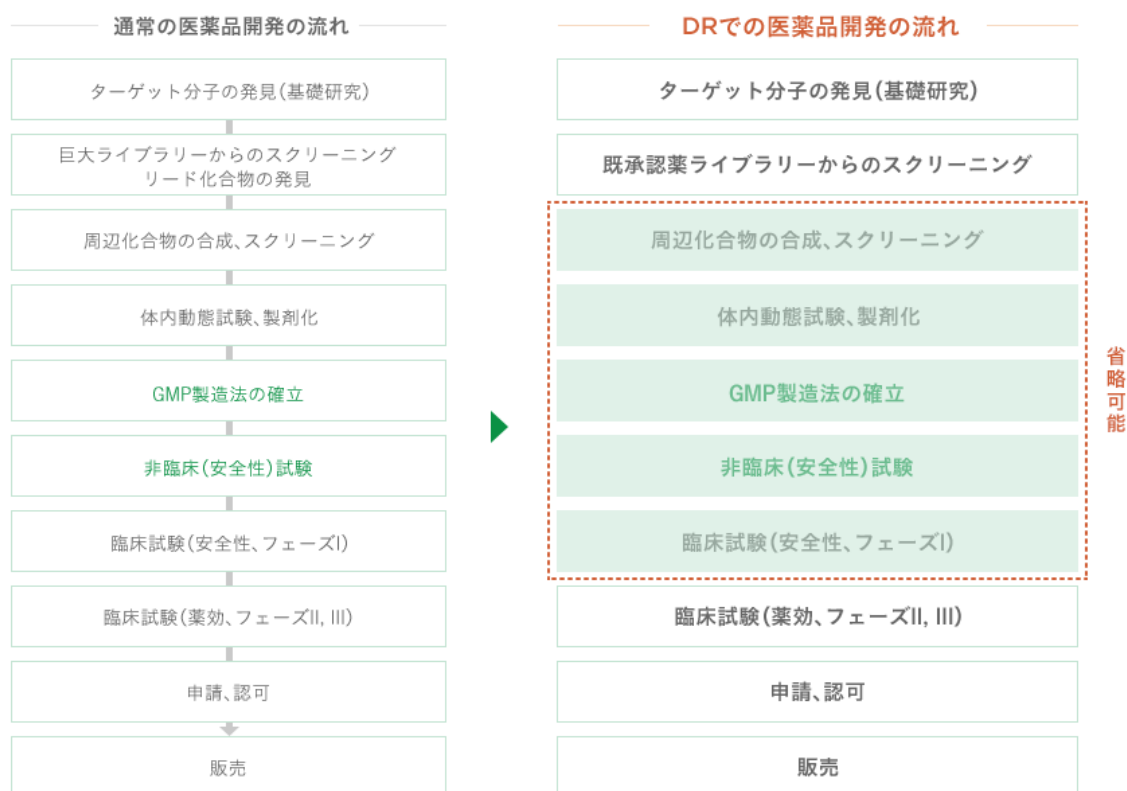 通常の医薬品開発の流れ
ターゲット分子の発見(基礎研究)
巨大ライブラリーからのスクリーニング
リード化合物の発見
周辺化合物の合成、スクリーニング
体内動態試験、製剤化
GMP製造法の確立
非臨床(安全性)試験
臨床試験(安全性、フェーズI)
臨床試験(薬効、フェーズII, III)
申請、認可
販売
DRでの医薬品開発の流れ
ターゲット分子の発見(基礎研究)
既承認薬ライブラリーからのスクリーニング
周辺化合物の合成、スクリーニング
体内動態試験、製剤化
GMP製造法の確立
非臨床(安全性)試験
臨床試験(安全性、フェーズI)
臨床試験(薬効、フェーズII, III)
申請、認可
販売
省略可能